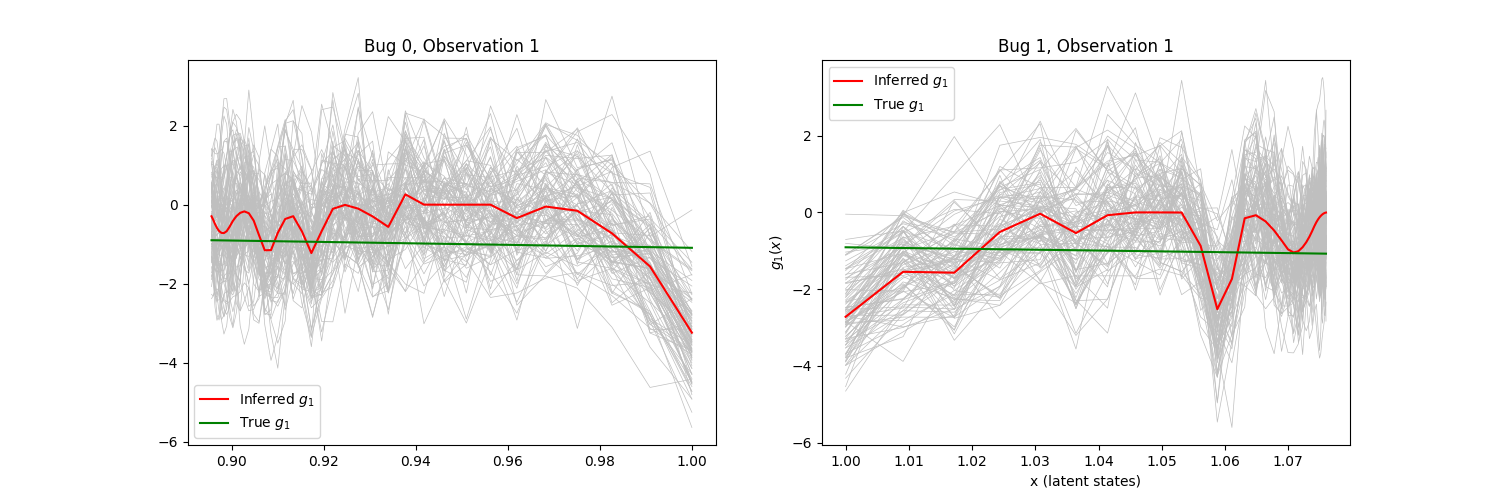 Bug 0, Observation 1
2
0
−2
−4
−6
Inferred g₁
True g₁
0.90 0.92 0.94 0.96 0.98 1.00
Bug 1, Observation 1
Inferred g₁
True g₁
g₁(x)
2
0
−2
−4
−6
1.00 1.01 1.02 1.03 1.04 1.05 1.06 1.07
x (latent states)